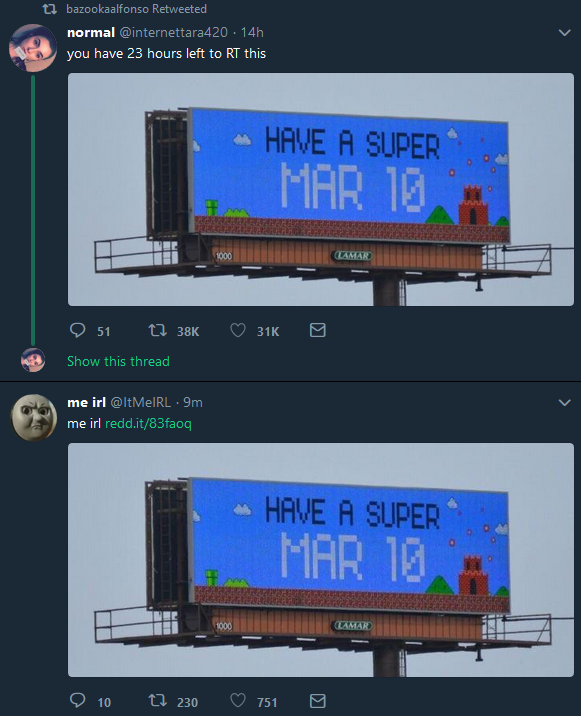 bazookaalfonso Retweeted
normal @internettara420 · 14h
you have 23 hours left to RT this
HAVE A SUPER
MAR 10
1000
LAMAR
51 38K 31K
Show this thread
me irl @ItMeIRL · 9m
me irl redd.it/83faoq
HAVE A SUPER
MAR 10
1000
LAMAR
10 230 751